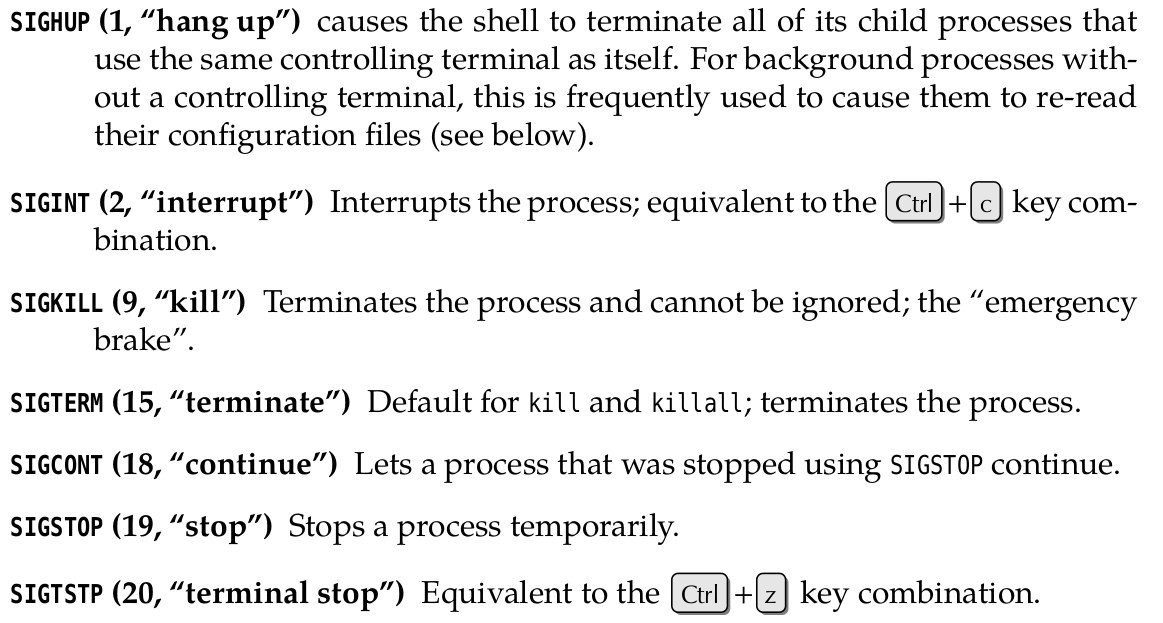 SIGHUP (1, “hang up”) causes the shell to terminate all of its child processes that
use the same controlling terminal as itself. For background processes with-
out a controlling terminal, this is frequently used to cause them to re-read
their configuration files (see below).
SIGINT (2, “interrupt”) Interrupts the process; equivalent to the Ctrl + c key com-
bination.
SIGKILL (9, “kill”) Terminates the process and cannot be ignored; the “emergency
brake”.
SIGTERM (15, “terminate”) Default for kill and killall; terminates the process.
SIGCONT (18, “continue”) Lets a process that was stopped using SIGSTOP continue.
SIGSTOP (19, “stop”) Stops a process temporarily.
SIGTSTP (20, “terminal stop”) Equivalent to the Ctrl + z key combination.